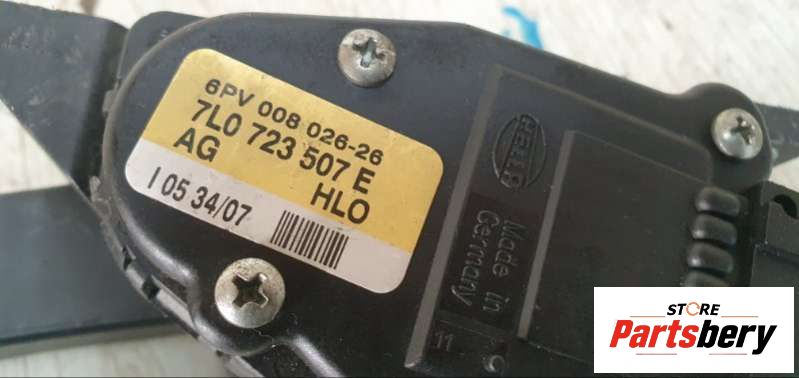 6PV 008 026-26
7L0 723 507 E
AG HLO
I 05 34/07
HELLA
Made in
Germany
11 9
STORE
Partsbery